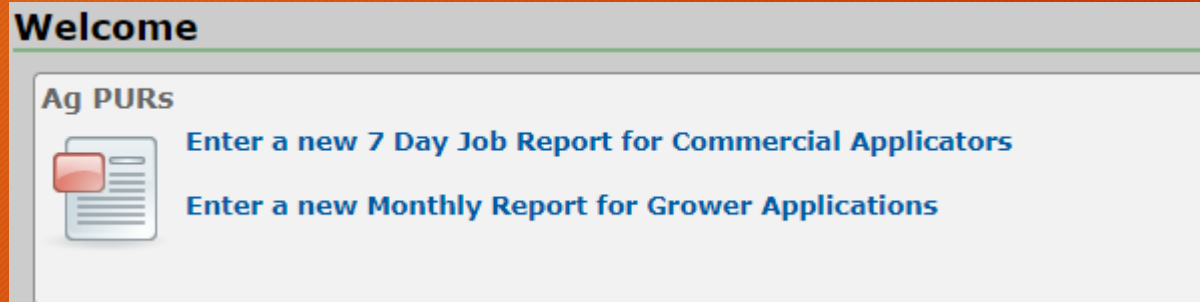 Welcome
Ag PURs
Enter a new 7 Day Job Report for Commercial Applicators
Enter a new Monthly Report for Grower Applications